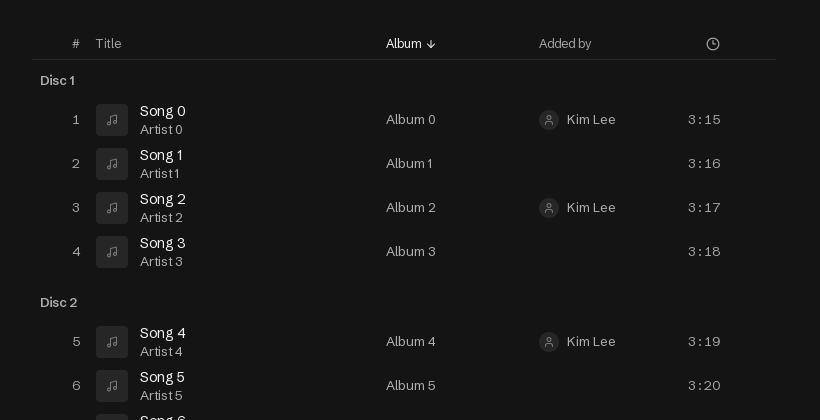 # Title Album ↓ Added by
Disc 1
1 Song 0 Album 0 Kim Lee 3:15
Artist 0
2 Song 1 Album 1 3:16
Artist 1
3 Song 2 Album 2 Kim Lee 3:17
Artist 2
4 Song 3 Album 3 3:18
Artist 3
Disc 2
5 Song 4 Album 4 Kim Lee 3:19
Artist 4
6 Song 5 Album 5 3:20
Artist 5
Song 6